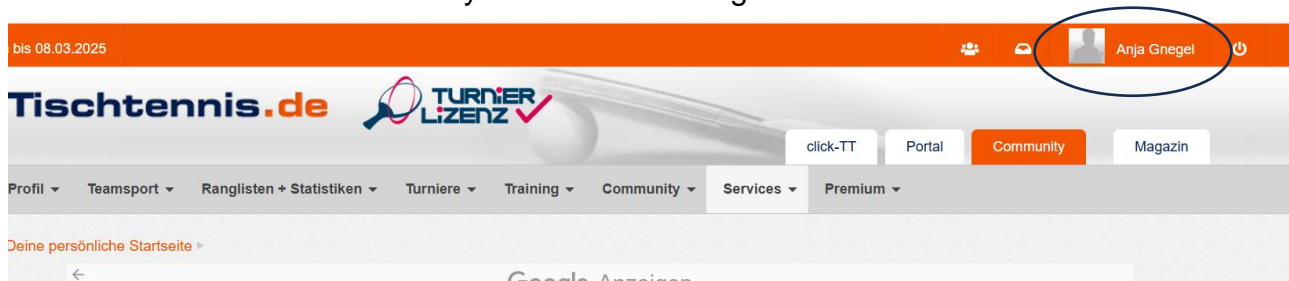 bis 08.03.2025
Anja Gnegel
Tischtennis.de
TURNiER
LiZENZ
click-TT Portal Community Magazin
Profil Teamsport Ranglisten + Statistiken Turniere Training Community Services Premium
Deine persönliche Startseite
Google Anzeigen